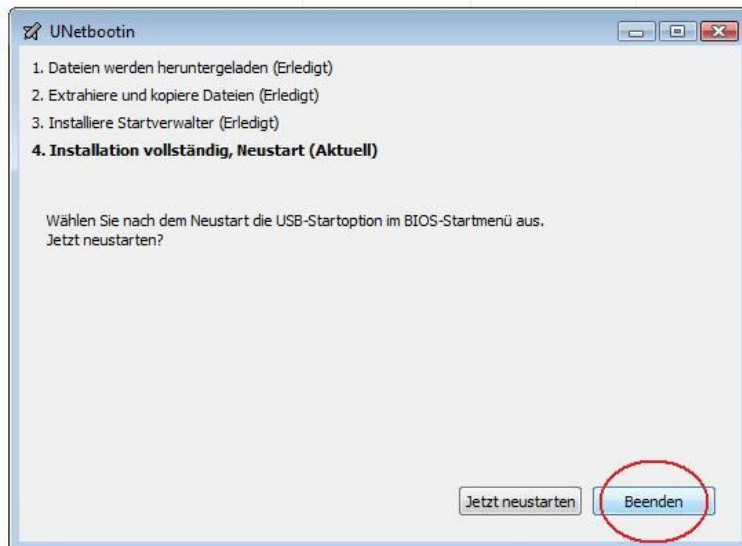 UNetbootin
1. Dateien werden heruntergeladen (Erledigt)
2. Extrahiere und kopiere Dateien (Erledigt)
3. Installiere Startverwalter (Erledigt)
4. Installation vollständig, Neustart (Aktuell)
Wählen Sie nach dem Neustart die USB-Startoption im BIOS-Startmenü aus.
Jetzt neustarten?
Jetzt neustarten Beenden